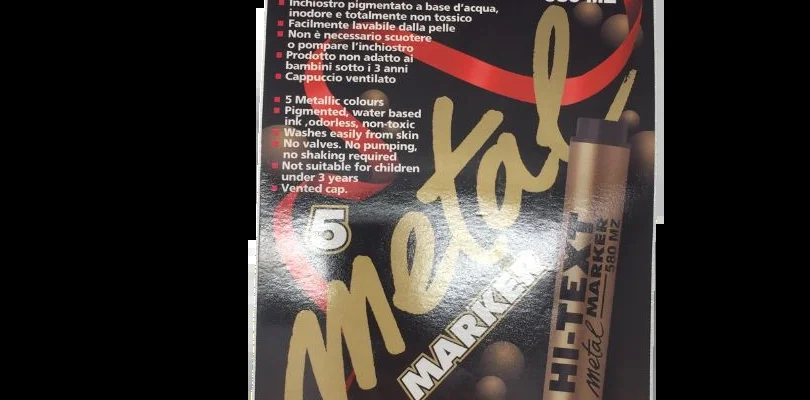 Inchiostro pigmentato a base d'acqua,
inodore e totalmente non tossico
Facilmente lavabile dalla pelle
Non è necessario scuotere
o pompare l'inchiostro
Prodotto non adatto ai
bambini sotto i 3 anni
Cappuccio ventilato
5 Metallic colours
Pigmented, water based
ink ,odorless, non-toxic
Washes easily from skin
No valves. No pumping,
no shaking required
Not suitable for children
under 3 years
Vented cap.
5
Metal
MARKER
HI-TEXT
metal MARKER
580 MZ